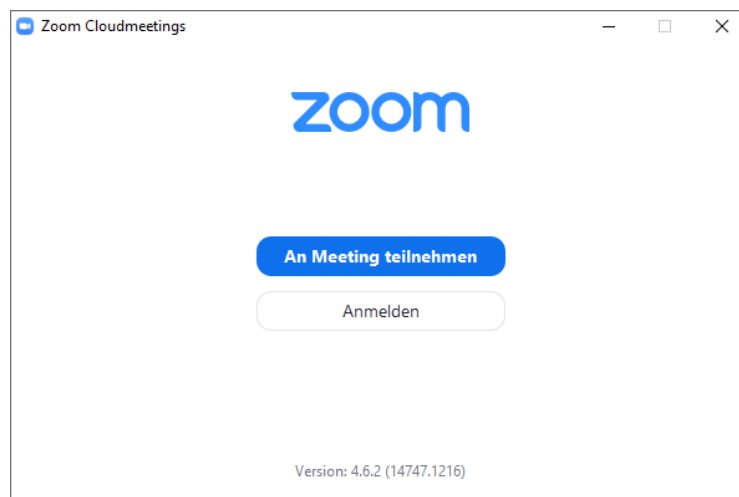 Zoom Cloudmeetings
zoom
An Meeting teilnehmen
Anmelden
Version: 4.6.2 (14747.1216)